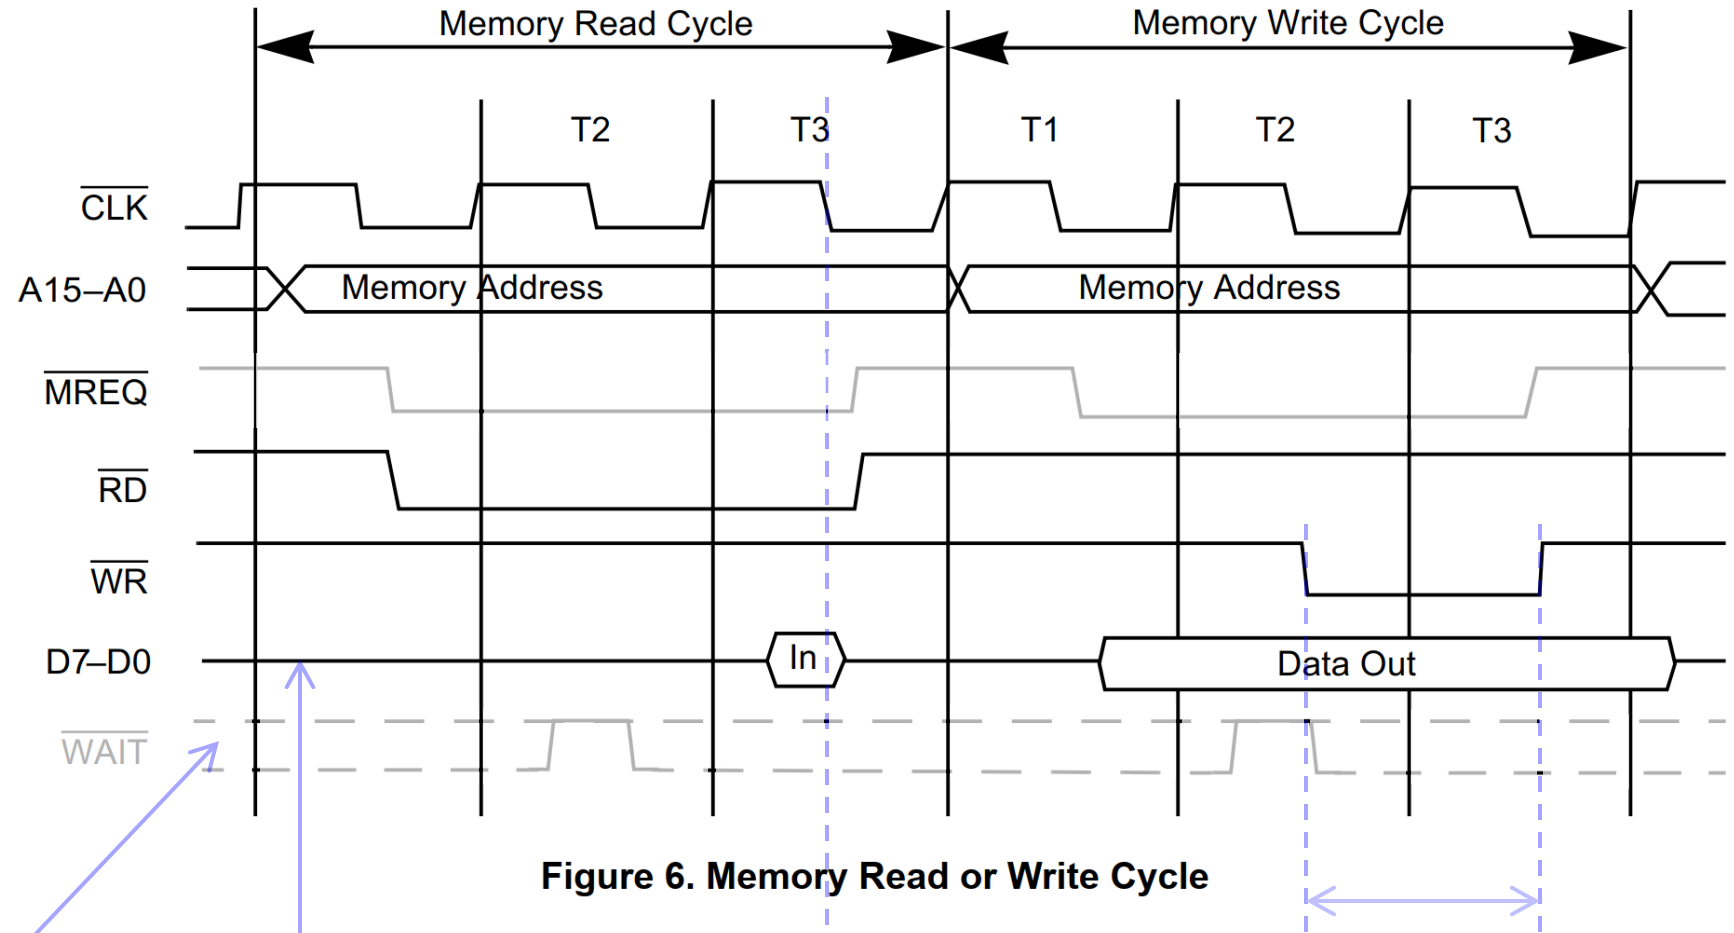 Memory Read Cycle
Memory Write Cycle
T2
T3
T1
T2
T3
CLK
A15–A0
Memory Address
Memory Address
MREQ
RD
WR
D7–D0
In
Data Out
WAIT
Figure 6. Memory Read or Write Cycle